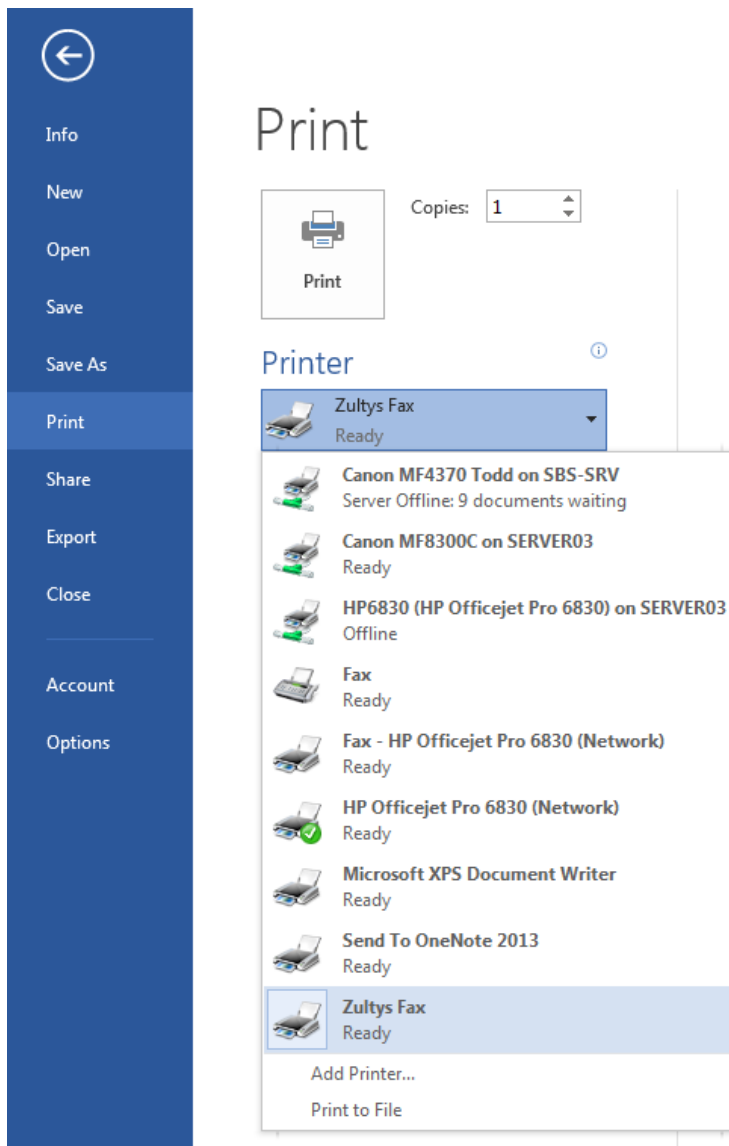 Info
New
Open
Save
Save As
Print
Share
Export
Close
Account
Options
Print
Print
Copies: 1
Printer
Zultys Fax
Ready
Canon MF4370 Todd on SBS-SRV
Server Offline: 9 documents waiting
Canon MF8300C on SERVER03
Ready
HP6830 (HP Officejet Pro 6830) on SERVER03
Offline
Fax
Ready
Fax - HP Officejet Pro 6830 (Network)
Ready
HP Officejet Pro 6830 (Network)
Ready
Microsoft XPS Document Writer
Ready
Send To OneNote 2013
Ready
Zultys Fax
Ready
Add Printer...
Print to File